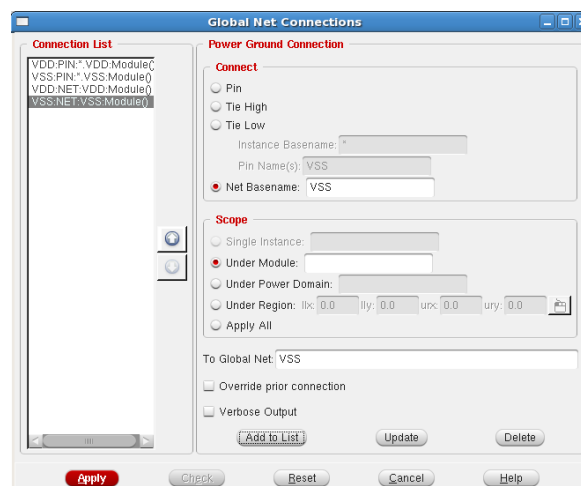 Global Net Connections
Connection List
VDD:PIN:*.VDD:Module()
VSS:PIN:*.VSS:Module()
VDD:NET:VDD:Module()
VSS:NET:VSS:Module()
Power Ground Connection
Connect
Pin
Tie High
Tie Low
Instance Basename: *
Pin Name(s): VSS
Net Basename: VSS
Scope
Single Instance:
Under Module:
Under Power Domain:
Under Region: llx: 0.0 lly: 0.0 urx: 0.0 ury: 0.0
Apply All
To Global Net: VSS
Override prior connection
Verbose Output
Add to List Update Delete
Apply Check Reset Cancel Help